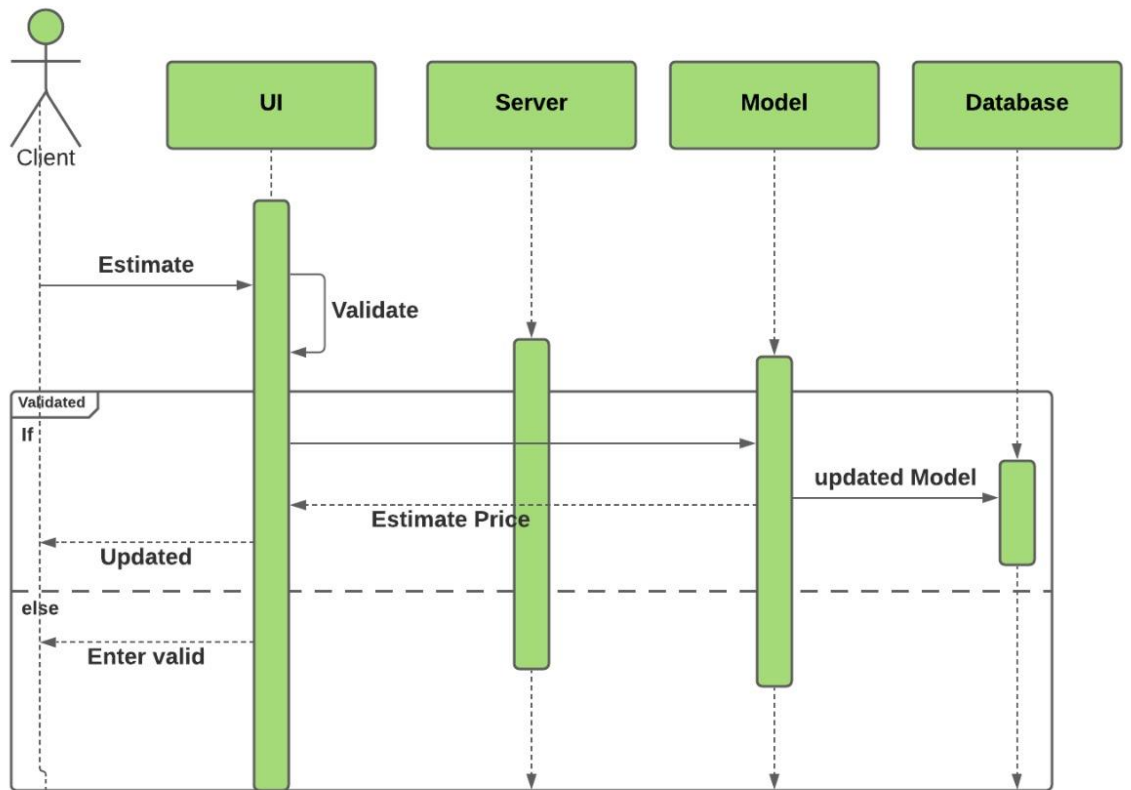 Client
UI
Server
Model
Database
Estimate
Validate
Validated
If
updated Model
Estimate Price
Updated
else
Enter valid